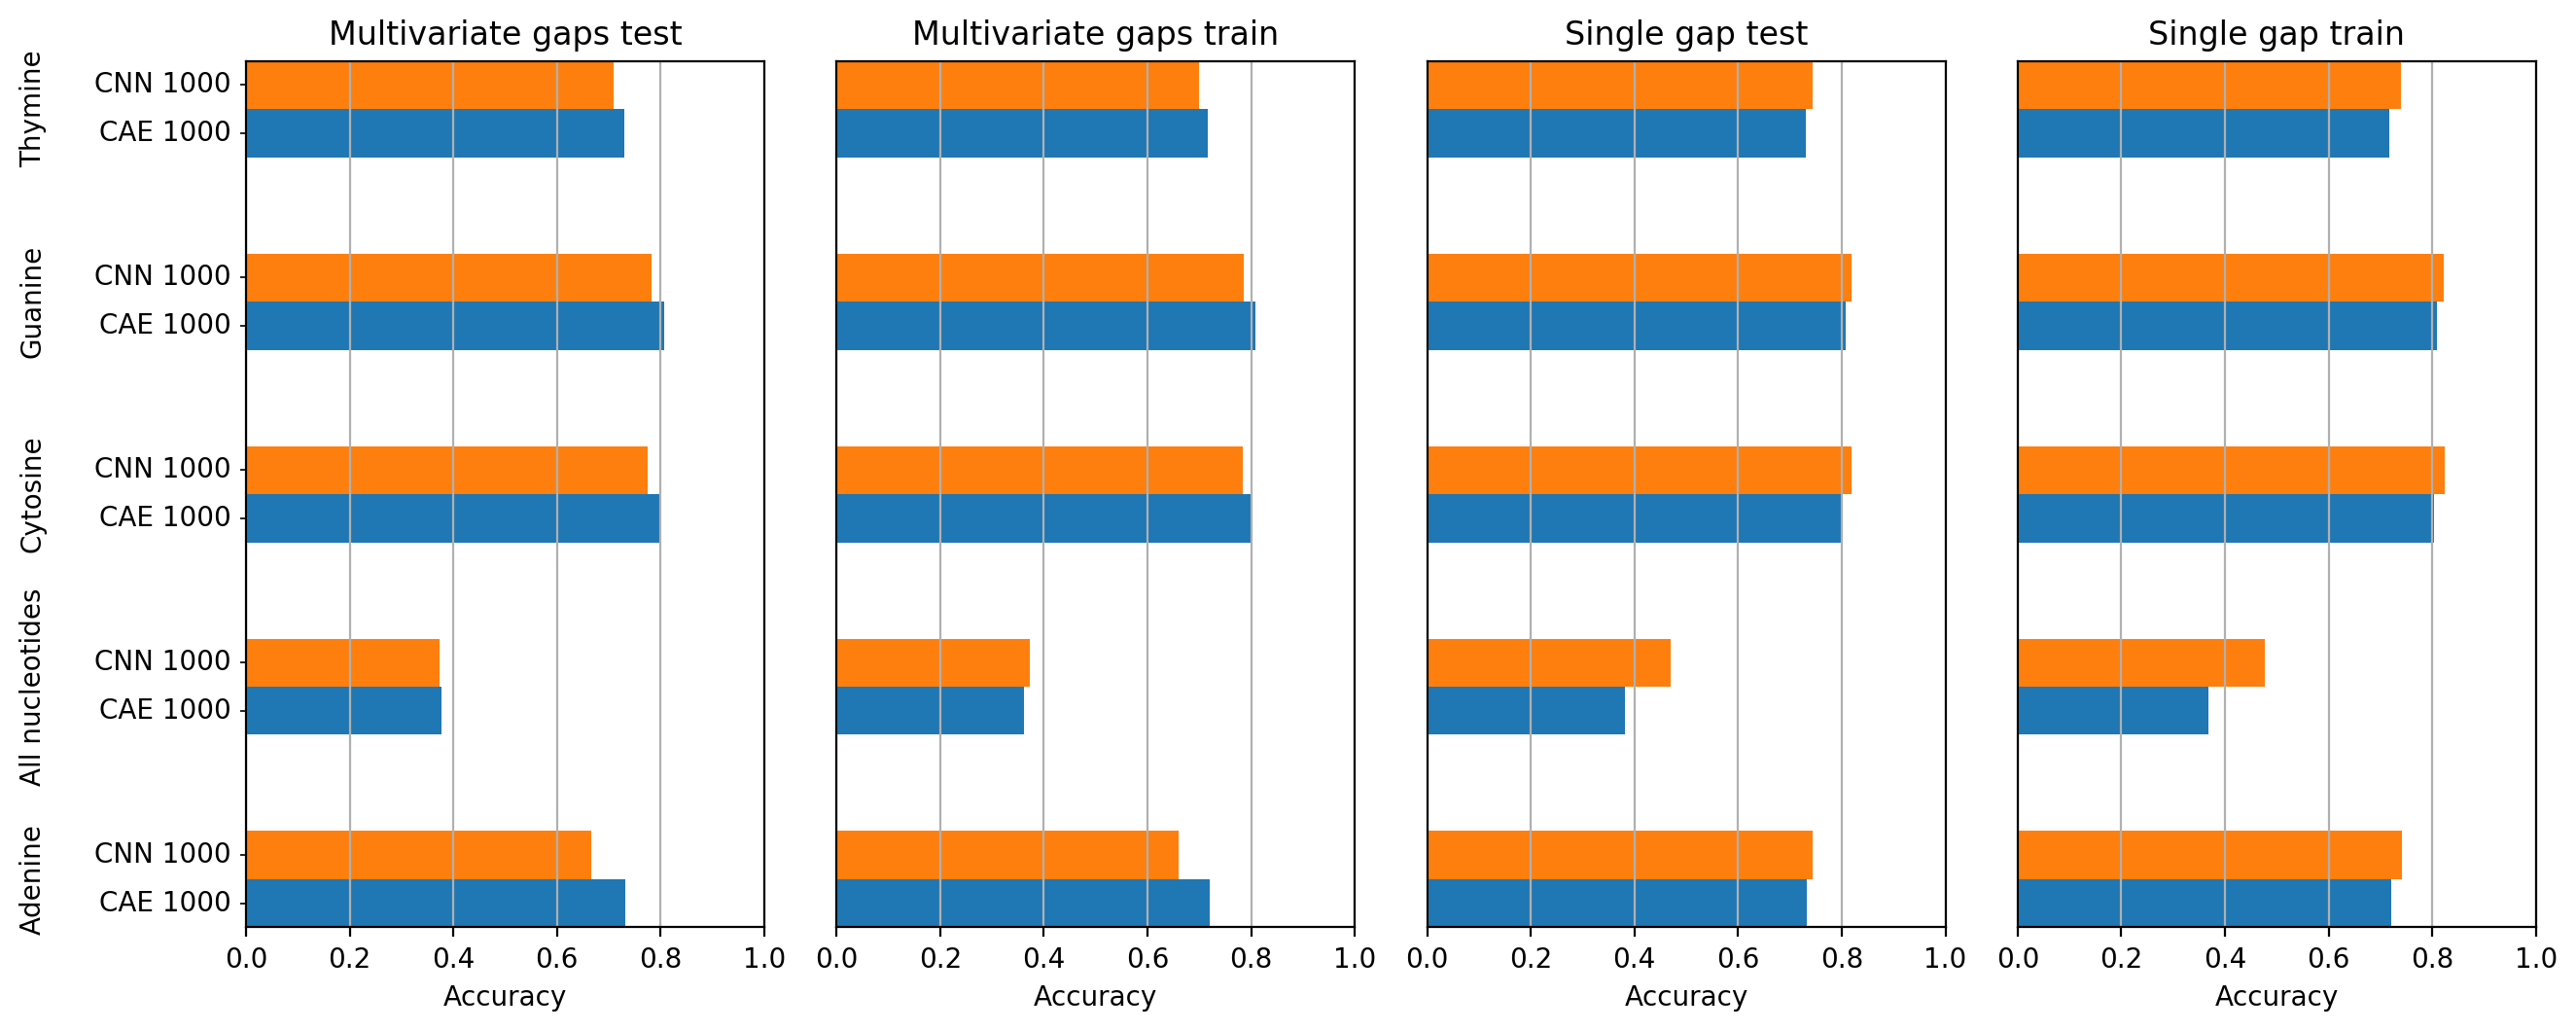 Multivariate gaps test
Multivariate gaps train
Single gap test
Single gap train
Thymine
CNN 1000
CAE 1000
Guanine
CNN 1000
CAE 1000
Cytosine
CNN 1000
CAE 1000
All nucleotides
CNN 1000
CAE 1000
Adenine
CNN 1000
CAE 1000
0.0 0.2 0.4 0.6 0.8 1.0
0.0 0.2 0.4 0.6 0.8 1.0
0.0 0.2 0.4 0.6 0.8 1.0
0.0 0.2 0.4 0.6 0.8 1.0
Accuracy
Accuracy
Accuracy
Accuracy